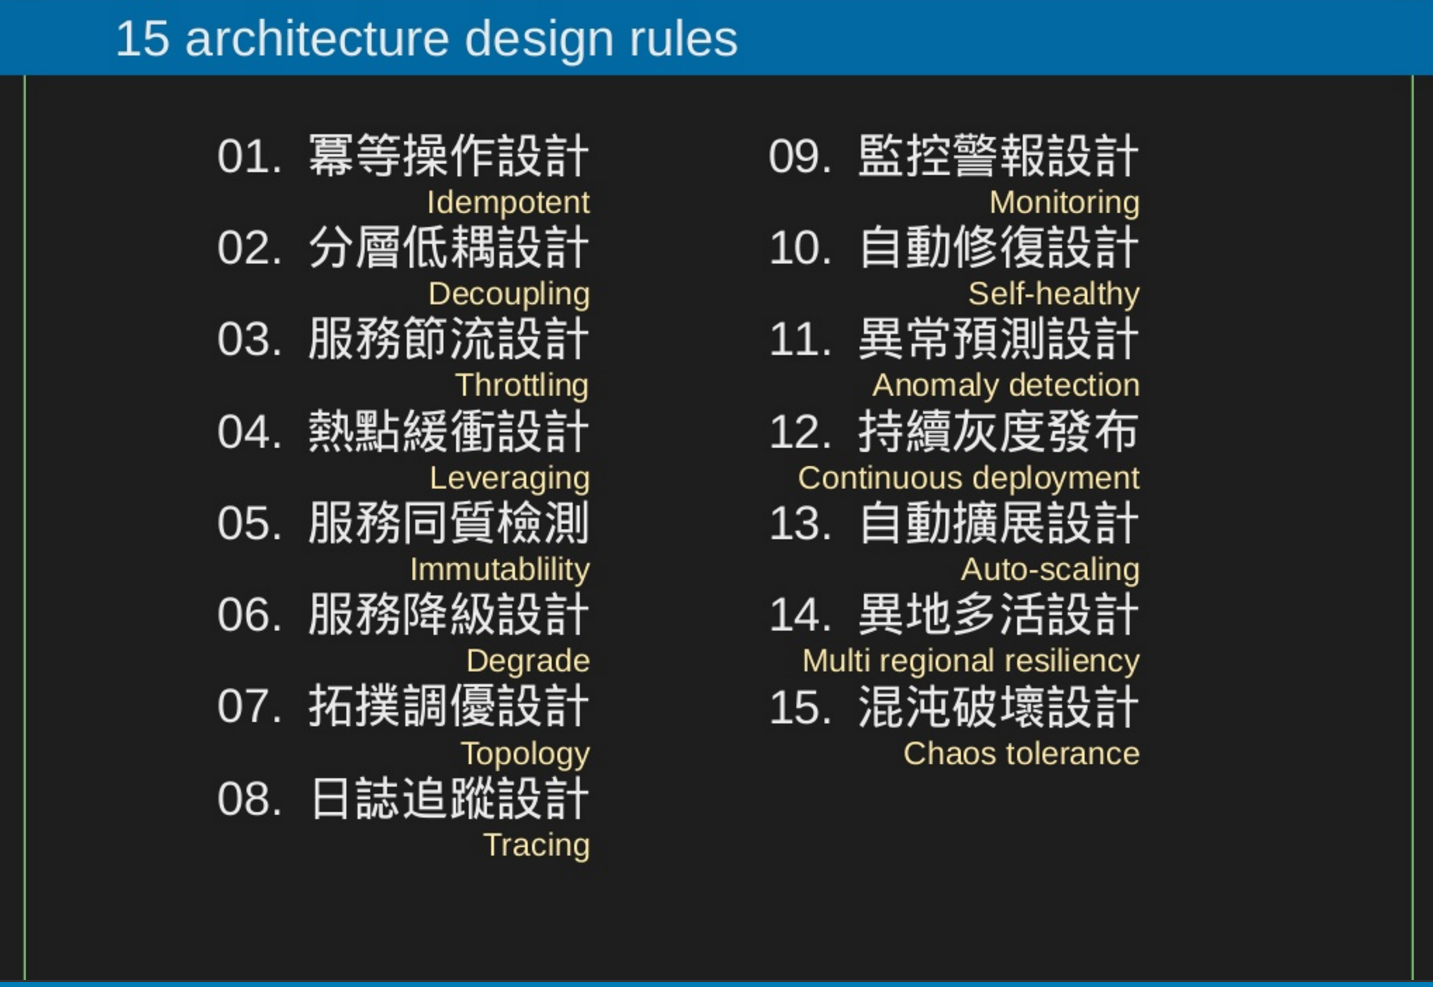 15 architecture design rules
01. 冪等操作設計
Idempotent
02. 分層低耦設計
Decoupling
03. 服務節流設計
Throttling
04. 熱點緩衝設計
Leveraging
05. 服務同質檢測
Immutablility
06. 服務降級設計
Degrade
07. 拓撲調優設計
Topology
08. 日誌追蹤設計
Tracing
09. 監控警報設計
Monitoring
10. 自動修復設計
Self-healthy
11. 異常預測設計
Anomaly detection
12. 持續灰度發布
Continuous deployment
13. 自動擴展設計
Auto-scaling
14. 異地多活設計
Multi regional resiliency
15. 混沌破壞設計
Chaos tolerance